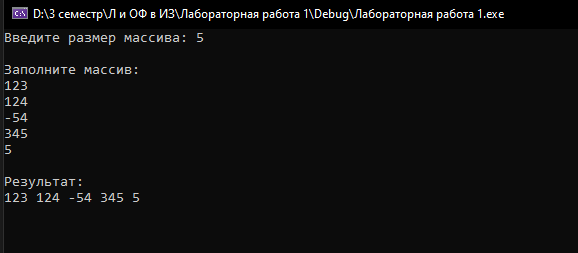 D:\3 семестр\Л и ОФ в ИЗ\Лабораторная работа 1\Debug\Лабораторная работа 1.exe
Введите размер массива: 5
Заполните массив:
123
124
-54
345
5
Результат:
123 124 -54 345 5